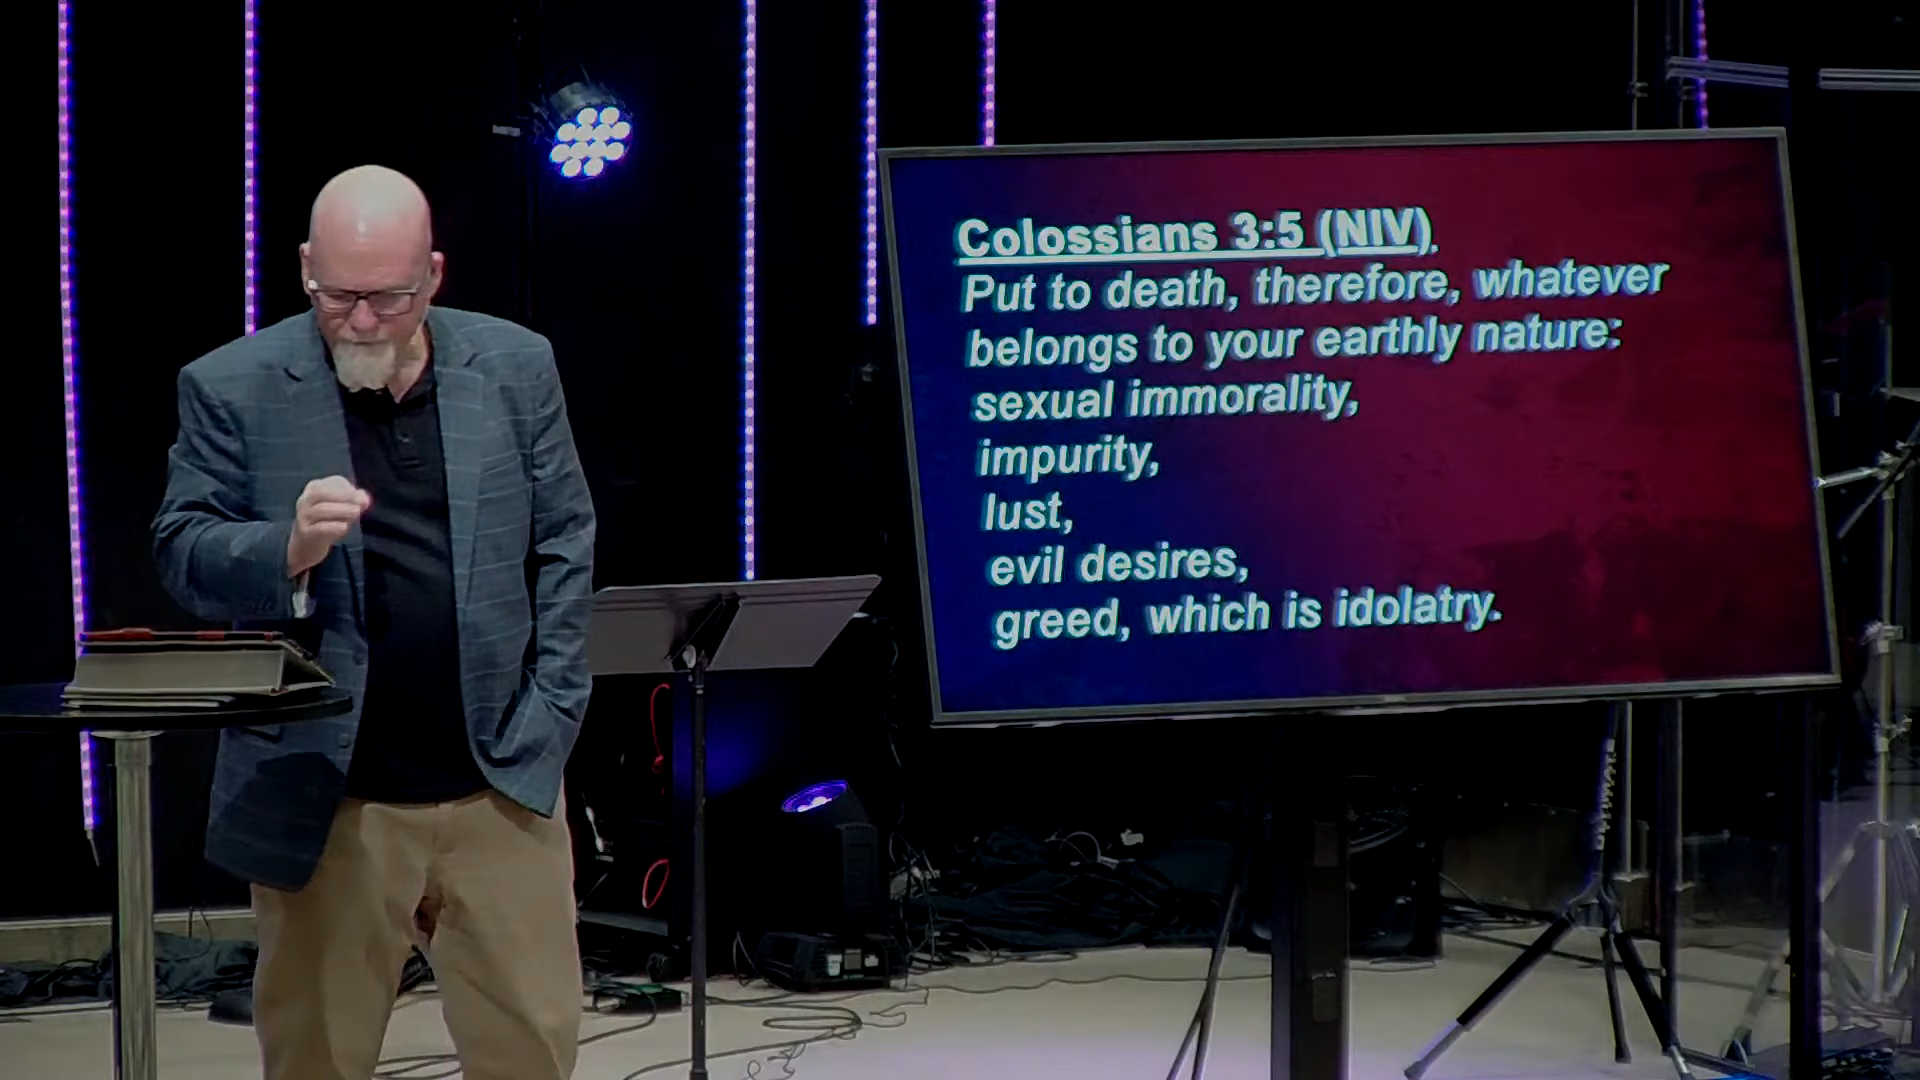 Colossians 3:5 (NIV).
Put to death, therefore, whatever
belongs to your earthly nature:
sexual immorality,
impurity,
lust,
evil desires,
greed, which is idolatry.